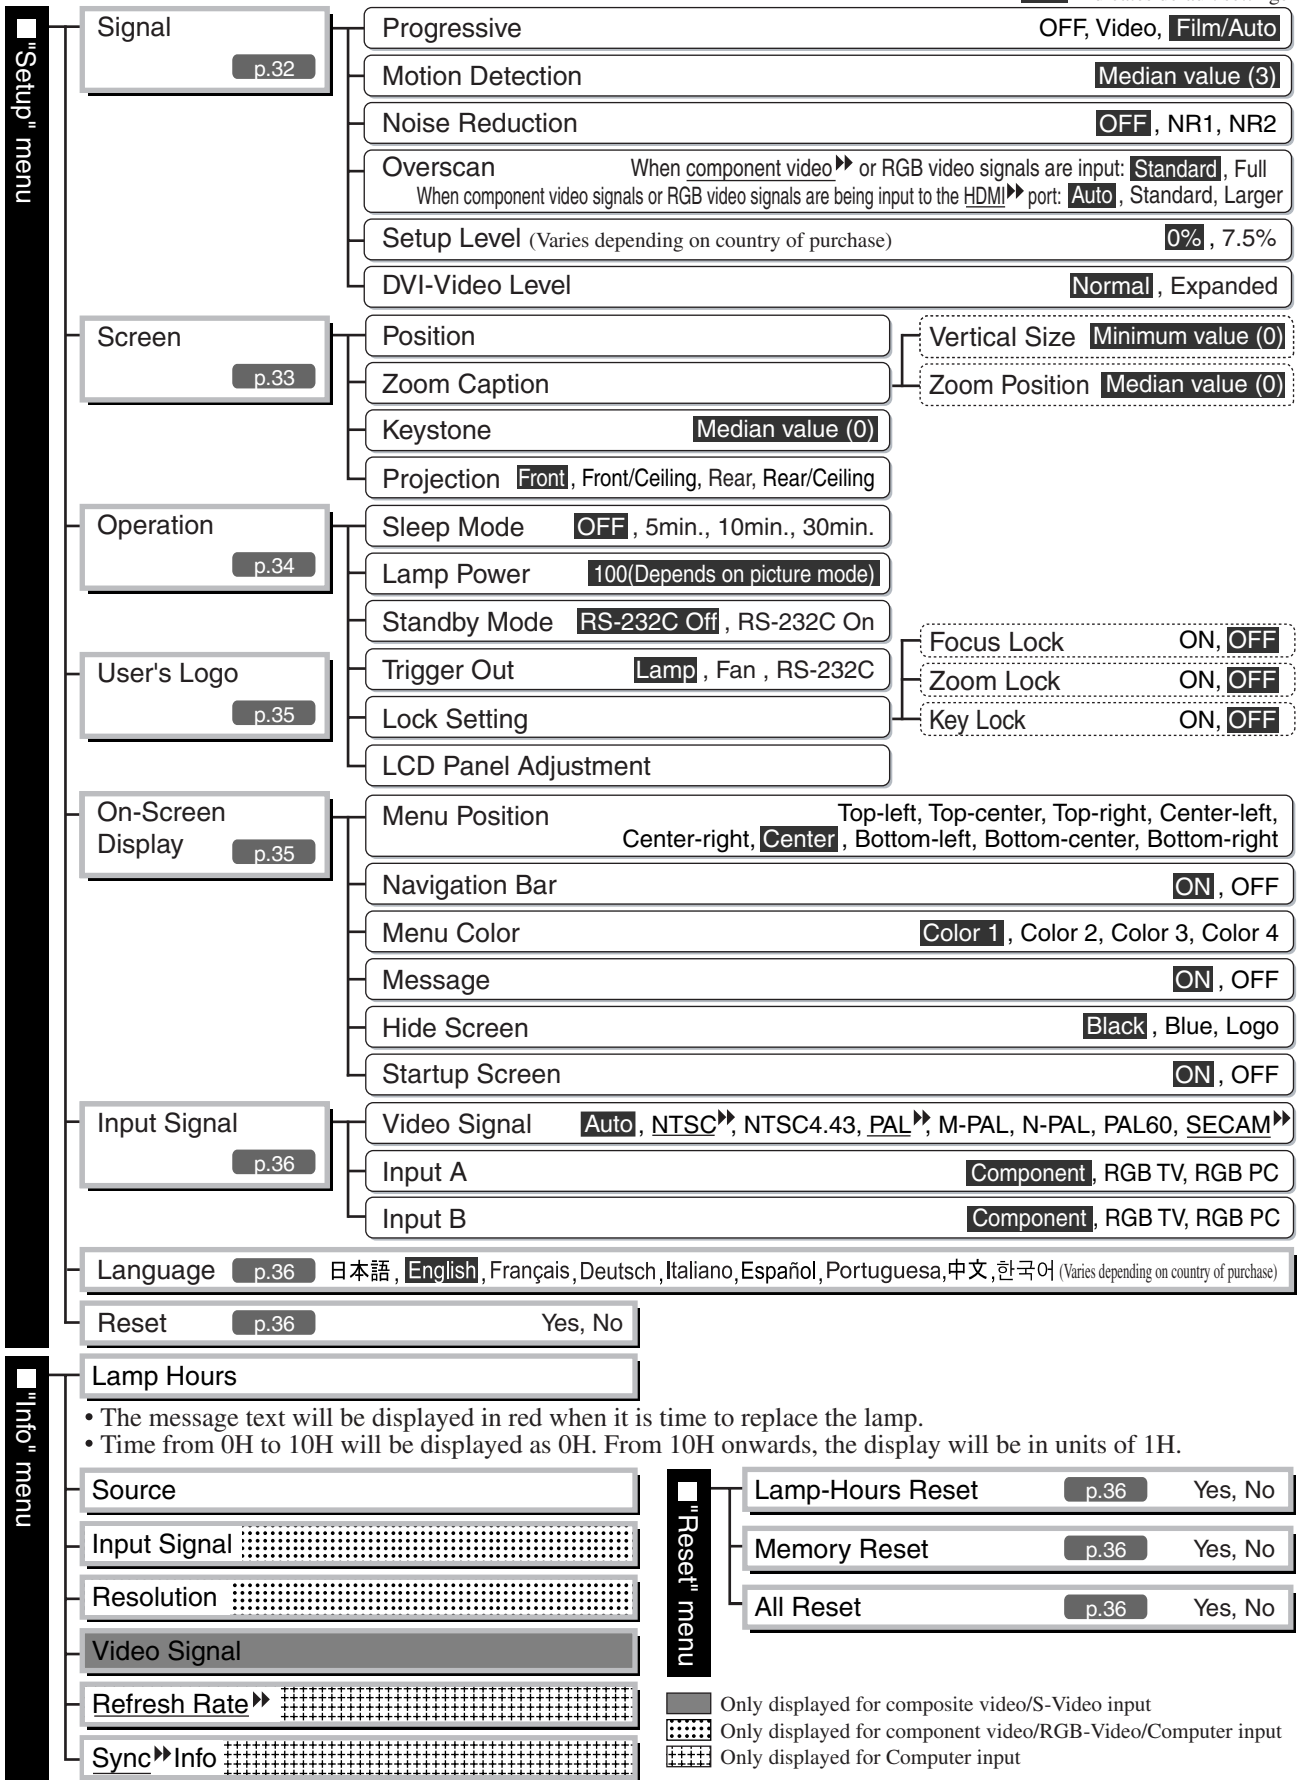 ■"Setup" menu
Signal
p.32
Progressive OFF, Video, Film/Auto
Motion Detection Median value (3)
Noise Reduction OFF , NR1, NR2
Overscan When component video or RGB video signals are input: Standard , Full
When component video signals or RGB video signals are being input to the HDMI port: Auto , Standard, Larger
Setup Level (Varies depending on country of purchase) 0% , 7.5%
DVI-Video Level Normal , Expanded
Screen
p.33
Position
Zoom Caption
Vertical Size Minimum value (0)
Zoom Position Median value (0)
Keystone Median value (0)
Projection Front , Front/Ceiling, Rear, Rear/Ceiling
Operation
p.34
Sleep Mode OFF , 5min., 10min., 30min.
Lamp Power 100(Depends on picture mode)
Standby Mode RS-232C Off , RS-232C On
Trigger Out Lamp , Fan , RS-232C
Lock Setting
Focus Lock ON, OFF
Zoom Lock ON, OFF
Key Lock ON, OFF
LCD Panel Adjustment
User's Logo
p.35
On-Screen
Display p.35
Menu Position Top-left, Top-center, Top-right, Center-left,
Center-right, Center , Bottom-left, Bottom-center, Bottom-right
Navigation Bar ON , OFF
Menu Color Color 1 , Color 2, Color 3, Color 4
Message ON , OFF
Hide Screen Black , Blue, Logo
Startup Screen ON , OFF
Input Signal
p.36
Video Signal Auto , NTSC, NTSC4.43, PAL, M-PAL, N-PAL, PAL60, SECAM
Input A Component , RGB TV, RGB PC
Input B Component , RGB TV, RGB PC
Language p.36 日本語 , English , Français , Deutsch , Italiano, Español , Portuguesa,中文 ,한국어 (Varies depending on country of purchase)
Reset p.36 Yes, No
■"Info" menu
Lamp Hours
• The message text will be displayed in red when it is time to replace the lamp.
• Time from 0H to 10H will be displayed as 0H. From 10H onwards, the display will be in units of 1H.
Source
Input Signal
Resolution
Video Signal
Refresh Rate
Sync Info
■"Reset" menu
Lamp-Hours Reset p.36 Yes, No
Memory Reset p.36 Yes, No
All Reset p.36 Yes, No
Only displayed for composite video/S-Video input
Only displayed for component video/RGB-Video/Computer input
Only displayed for Computer input